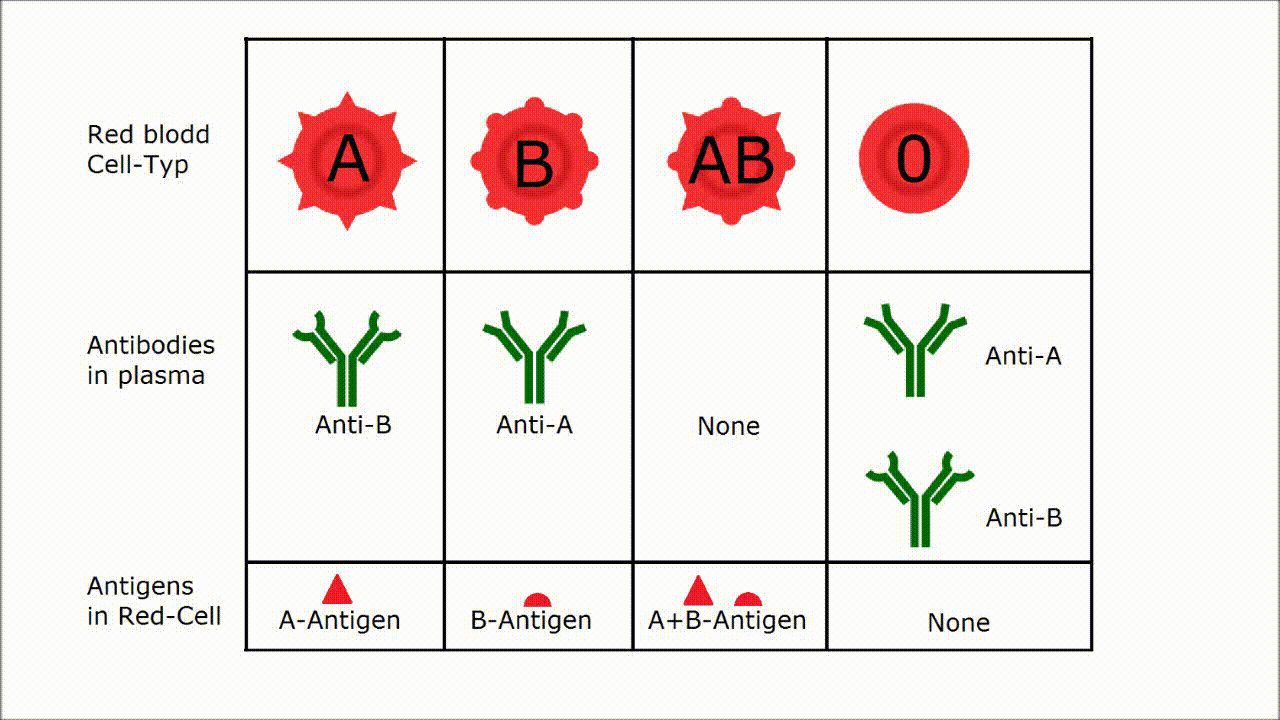 Red blodd
Cell-Typ
A
B
AB
0
Antibodies
in plasma
Anti-B
Anti-A
None
Anti-A
Anti-B
Antigens
in Red-Cell
A-Antigen
B-Antigen
A+B-Antigen
None